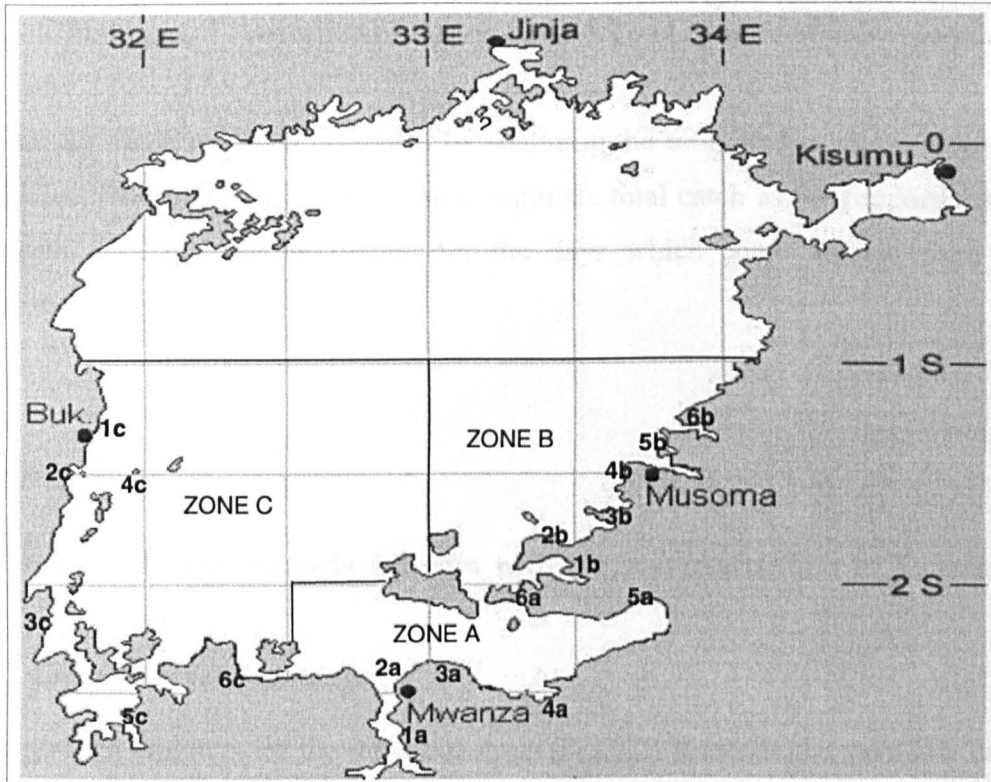 32 E 33 E Jinja 34 E
0
Kisumu
1 S
Buk. 1c
6b
ZONE B 5b
2c 4c 4b
Musoma
ZONE C
3b
2b
1b
2 S
6a 5a
3c
ZONE A
2a 3a
6c
Mwanza 4a
5c
1a